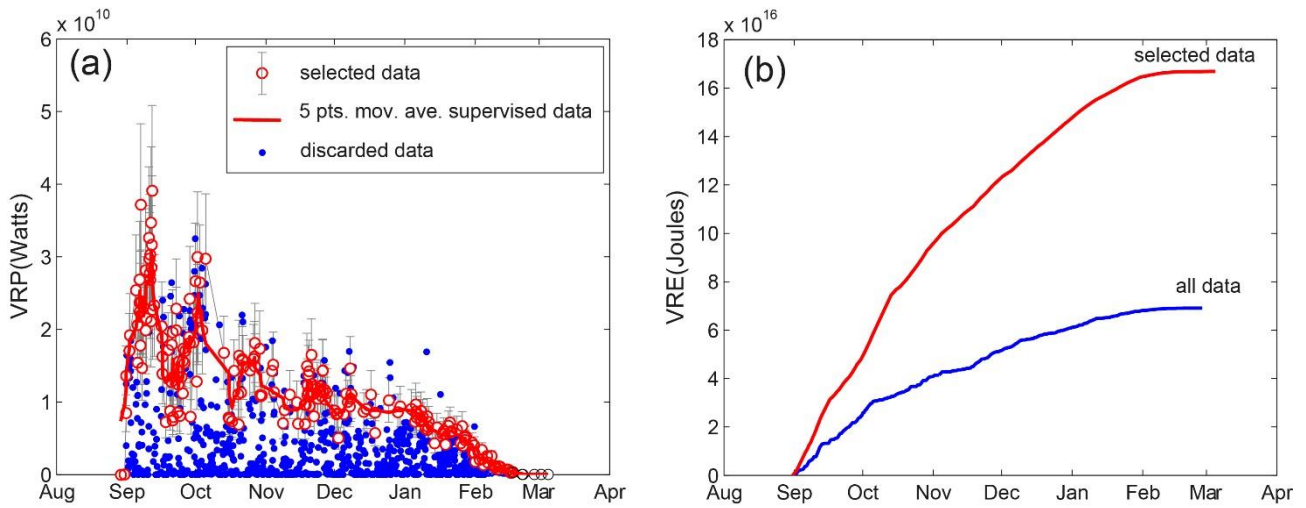 x 10^10
(a)
6
5
4
3
2
1
0
VRP(Watts)
selected data
5 pts. mov. ave. supervised data
discarded data
Aug Sep Oct Nov Dec Jan Feb Mar Apr
x 10^16
(b)
18
16
14
12
10
8
6
4
2
0
VRE(Joules)
selected data
all data
Aug Sep Oct Nov Dec Jan Feb Mar Apr